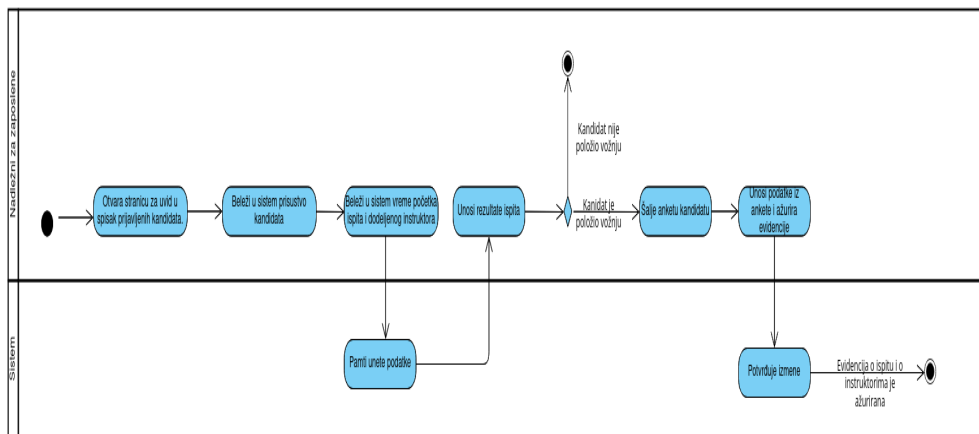 Nadležni za zaposlene
Kandidat nije
položio vožnju
Otvara stranicu za uvid u
spisak prijavljenih kandidata.
Beleži u sistem prisustvo
kandidata
Beleži u sistem vreme početka
ispita i dodeljenog instruktora
Unosi rezultate ispita
Kanidat je
položio vožnju
Šalje anketu kandidatu
Unosi podatke iz
ankete i ažurira
evidencije
Sistem
Pamti unete podatke
Potvrđuje izmene
Evidencija o ispitu i o
instruktorima je
ažurirana